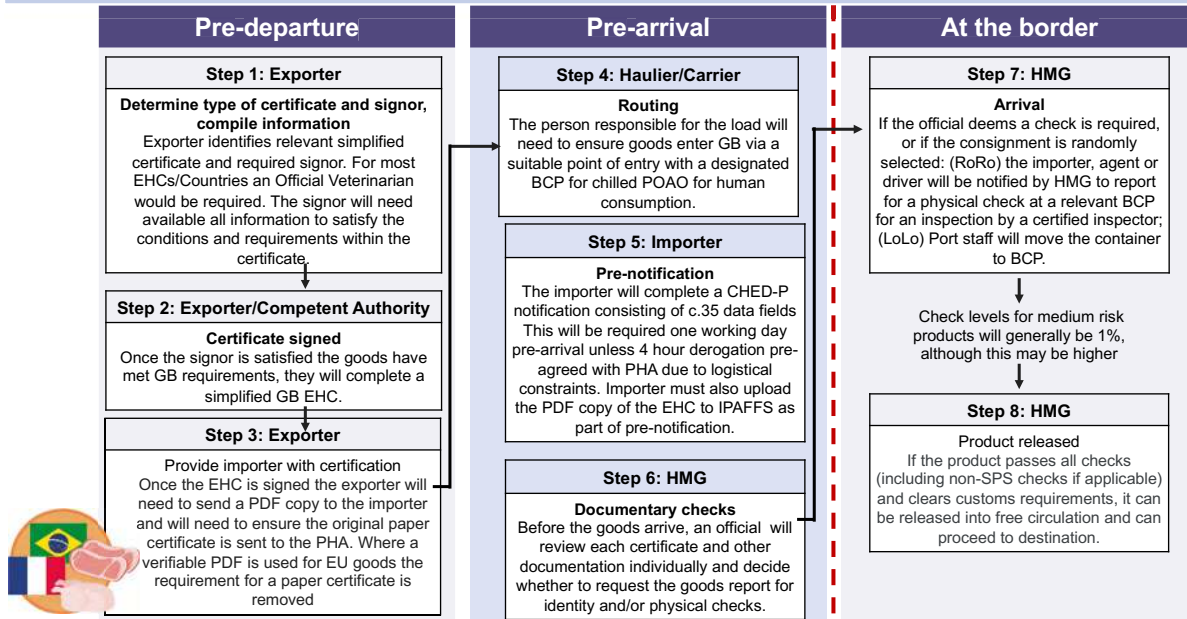 Pre-departure
Step 1: Exporter
Determine type of certificate and signor,
compile information
Exporter identifies relevant simplified
certificate and required signor. For most
EHCs/Countries an Official Veterinarian
would be required. The signor will need
available all information to satisfy the
conditions and requirements within the
certificate.
Step 2: Exporter/Competent Authority
Certificate signed
Once the signor is satisfied the goods have
met GB requirements, they will complete a
simplified GB EHC.
Step 3: Exporter
Provide importer with certification
Once the EHC is signed the exporter will
need to send a PDF copy to the importer
and will need to ensure the original paper
certificate is sent to the PHA. Where a
verifiable PDF is used for EU goods the
requirement for a paper certificate is
removed
Pre-arrival
Step 4: Haulier/Carrier
Routing
The person responsible for the load will
need to ensure goods enter GB via a
suitable point of entry with a designated
BCP for chilled POAO for human
consumption.
Step 5: Importer
Pre-notification
The importer will complete a CHED-P
notification consisting of c.35 data fields
This will be required one working day
pre-arrival unless 4 hour derogation pre-
agreed with PHA due to logistical
constraints. Importer must also upload
the PDF copy of the EHC to IPAFFS as
part of pre-notification.
Step 6: HMG
Documentary checks
Before the goods arrive, an official will
review each certificate and other
documentation individually and decide
whether to request the goods report for
identity and/or physical checks.
At the border
Step 7: HMG
Arrival
If the official deems a check is required,
or if the consignment is randomly
selected: (RoRo) the importer, agent or
driver will be notified by HMG to report
for a physical check at a relevant BCP
for an inspection by a certified inspector;
(LoLo) Port staff will move the container
to BCP.
Check levels for medium risk
products will generally be 1%,
although this may be higher
Step 8: HMG
Product released
If the product passes all checks
(including non-SPS checks if applicable)
and clears customs requirements, it can
be released into free circulation and can
proceed to destination.